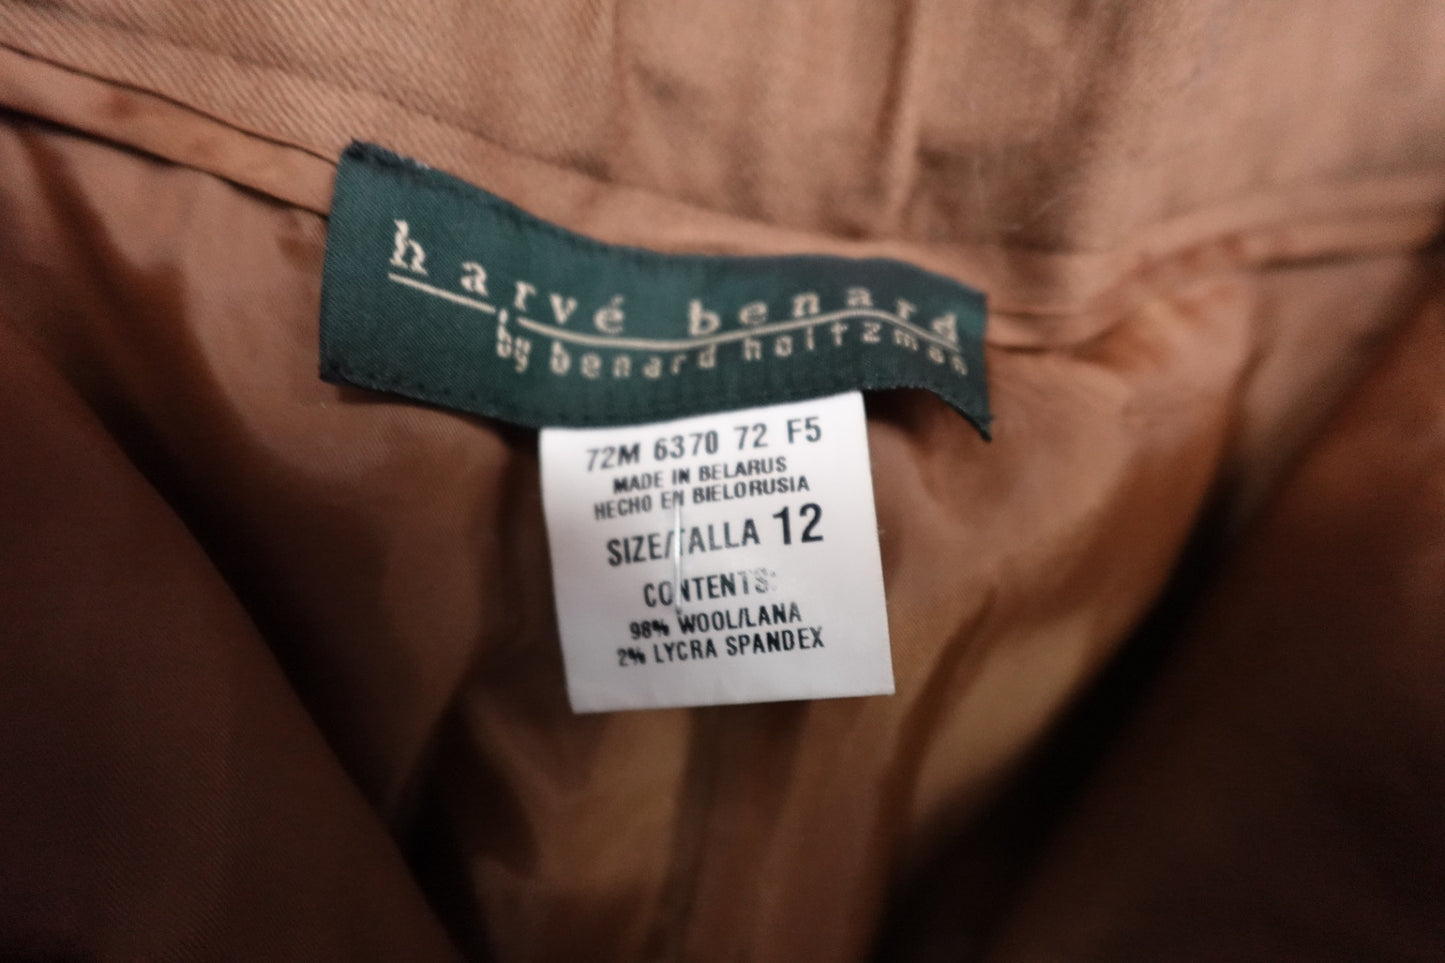 harvé benard
by benard holtzman
72M 6370 72 F5
MADE IN BELARUS
HECHO EN BIELORUSIA
SIZE/TALLA 12
CONTENTS:
98% WOOL/LANA
2% LYCRA SPANDEX